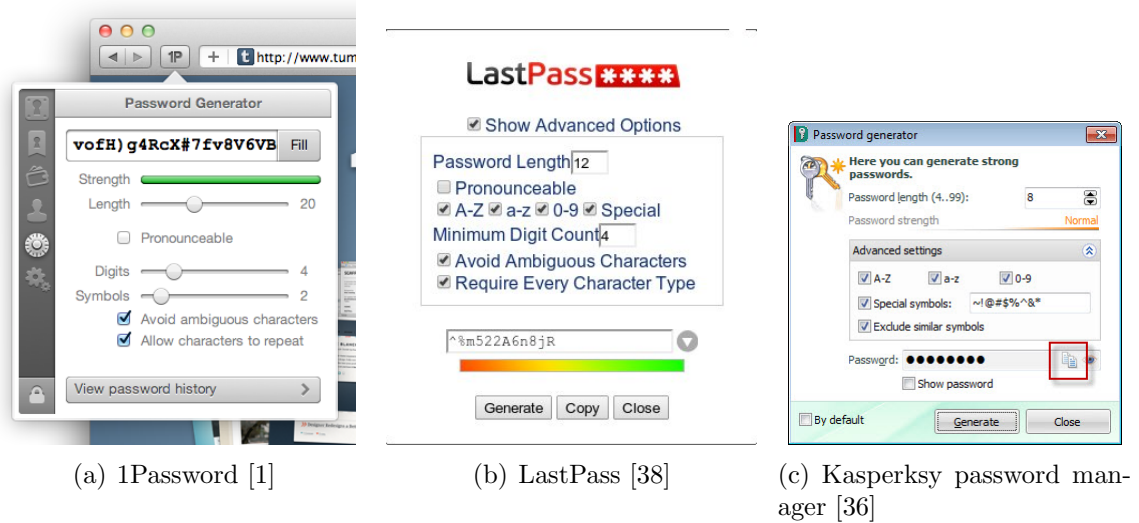 1P
+
t http://www.tum
Password Generator
vofH)g4RcX#7fv8V6VB Fill
Strength
Length 20
Pronounceable
Digits 4
Symbols 2
Avoid ambiguous characters
Allow characters to repeat
View password history
LastPass ****
Show Advanced Options
Password Length 12
Pronounceable
A-Z a-z 0-9 Special
Minimum Digit Count 4
Avoid Ambiguous Characters
Require Every Character Type
^%m522A6n8jR
Generate Copy Close
Password generator
Here you can generate strong
passwords.
Password length (4..99): 8
Password strength Normal
Advanced settings
A-Z a-z 0-9
Special symbols: ~!@#$%^&*
Exclude similar symbols
Password: ●●●●●●●●
Show password
By default Generate Close
(a) 1Password [1]
(b) LastPass [38]
(c) Kasperksy password man-
ager [36]